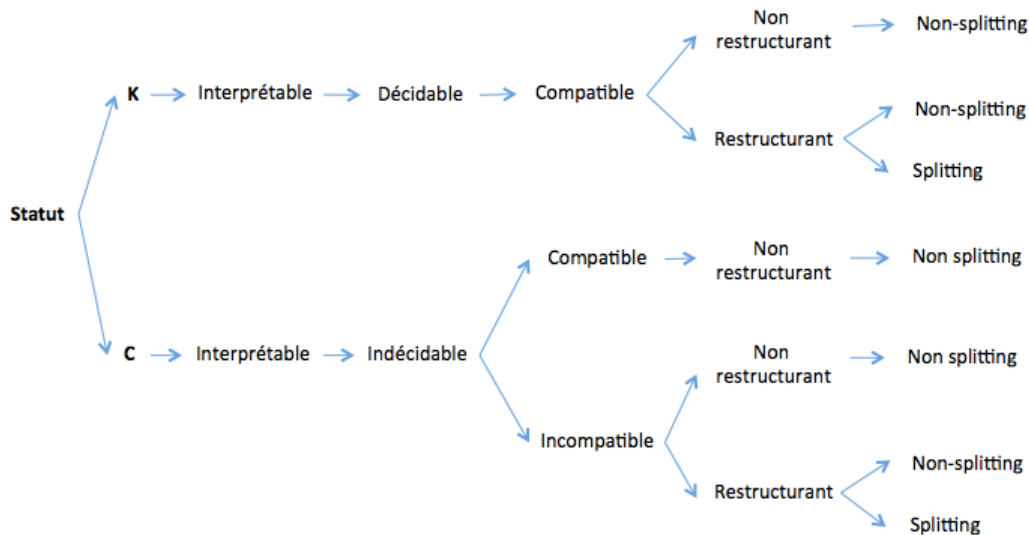 Non
restructurant
Non-splitting
K
Interprétable
Décidable
Compatible
Non-splitting
Restructurant
Splitting
Statut
Compatible
Non
restructurant
Non splitting
C
Interprétable
Indécidable
Non
restructurant
Non splitting
Incompatible
Non-splitting
Restructurant
Splitting